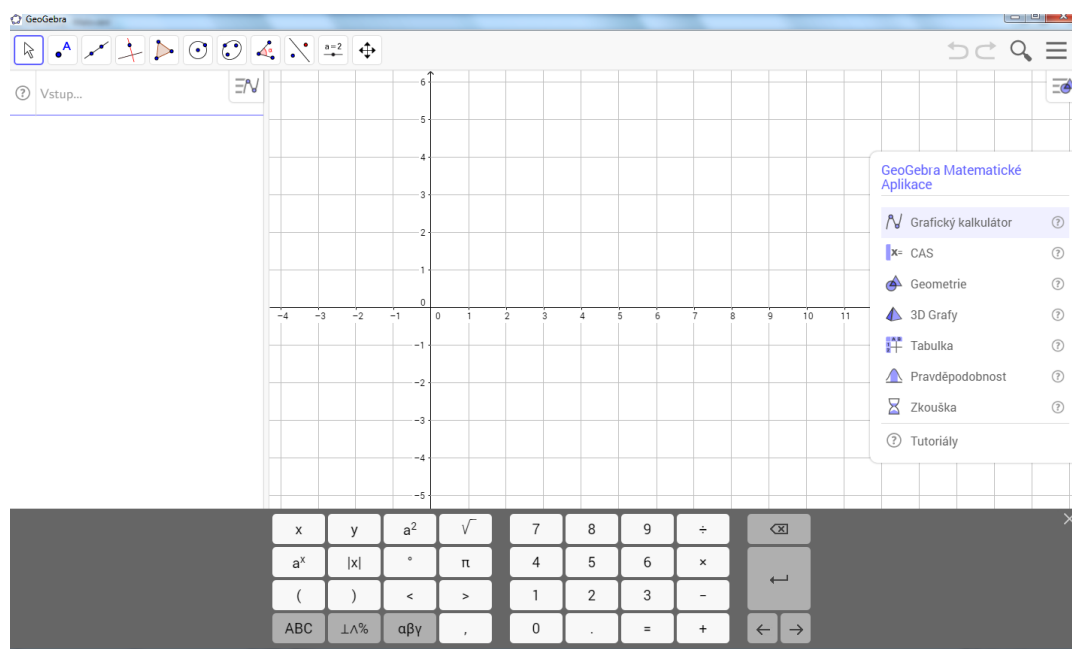 GeoGebra
A
a=2
Vstup...
6
5
4
3
2
1
0
−4 −3 −2 −1 0 1 2 3 4 5 6 7 8 9 10 11
−1
−2
−3
−4
−5
GeoGebra Matematické
Aplikace
Grafický kalkulátor ?
x= CAS ?
Geometrie ?
3D Grafy ?
Tabulka ?
Pravděpodobnost ?
Zkouška ?
? Tutoriály
x y a² √ 7 8 9 ÷
aˣ |x| ° π 4 5 6 ×
( ) < > 1 2 3 −
ABC ⊥∧% αβγ , 0 . = + ← →